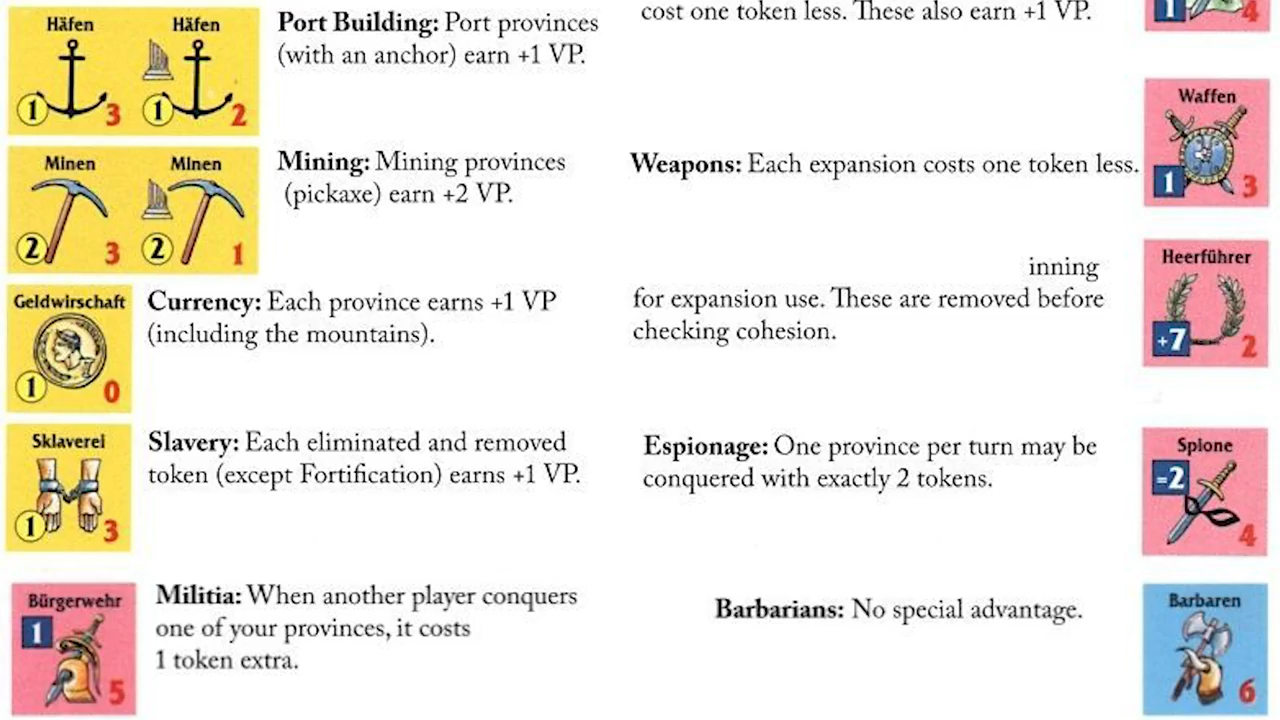 Häfen
1
3
Häfen
1
2
Port Building: Port provinces
(with an anchor) earn +1 VP.
Minen
2
3
Minen
2
1
Mining: Mining provinces
(pickaxe) earn +2 VP.
Geldwirschaft
1
0
Currency: Each province earns +1 VP
(including the mountains).
Sklaverei
1
3
Slavery: Each eliminated and removed
token (except Fortification) earns +1 VP.
Bürgerwehr
1
5
Militia: When another player conquers
one of your provinces, it costs
1 token extra.
cost one token less. These also earn +1 VP.
1
4
Weapons: Each expansion costs one token less.
Waffen
1
3
inning
for expansion use. These are removed before
checking cohesion.
Heerführer
+7
2
Espionage: One province per turn may be
conquered with exactly 2 tokens.
Spione
=2
4
Barbarians: No special advantage.
Barbaren
6